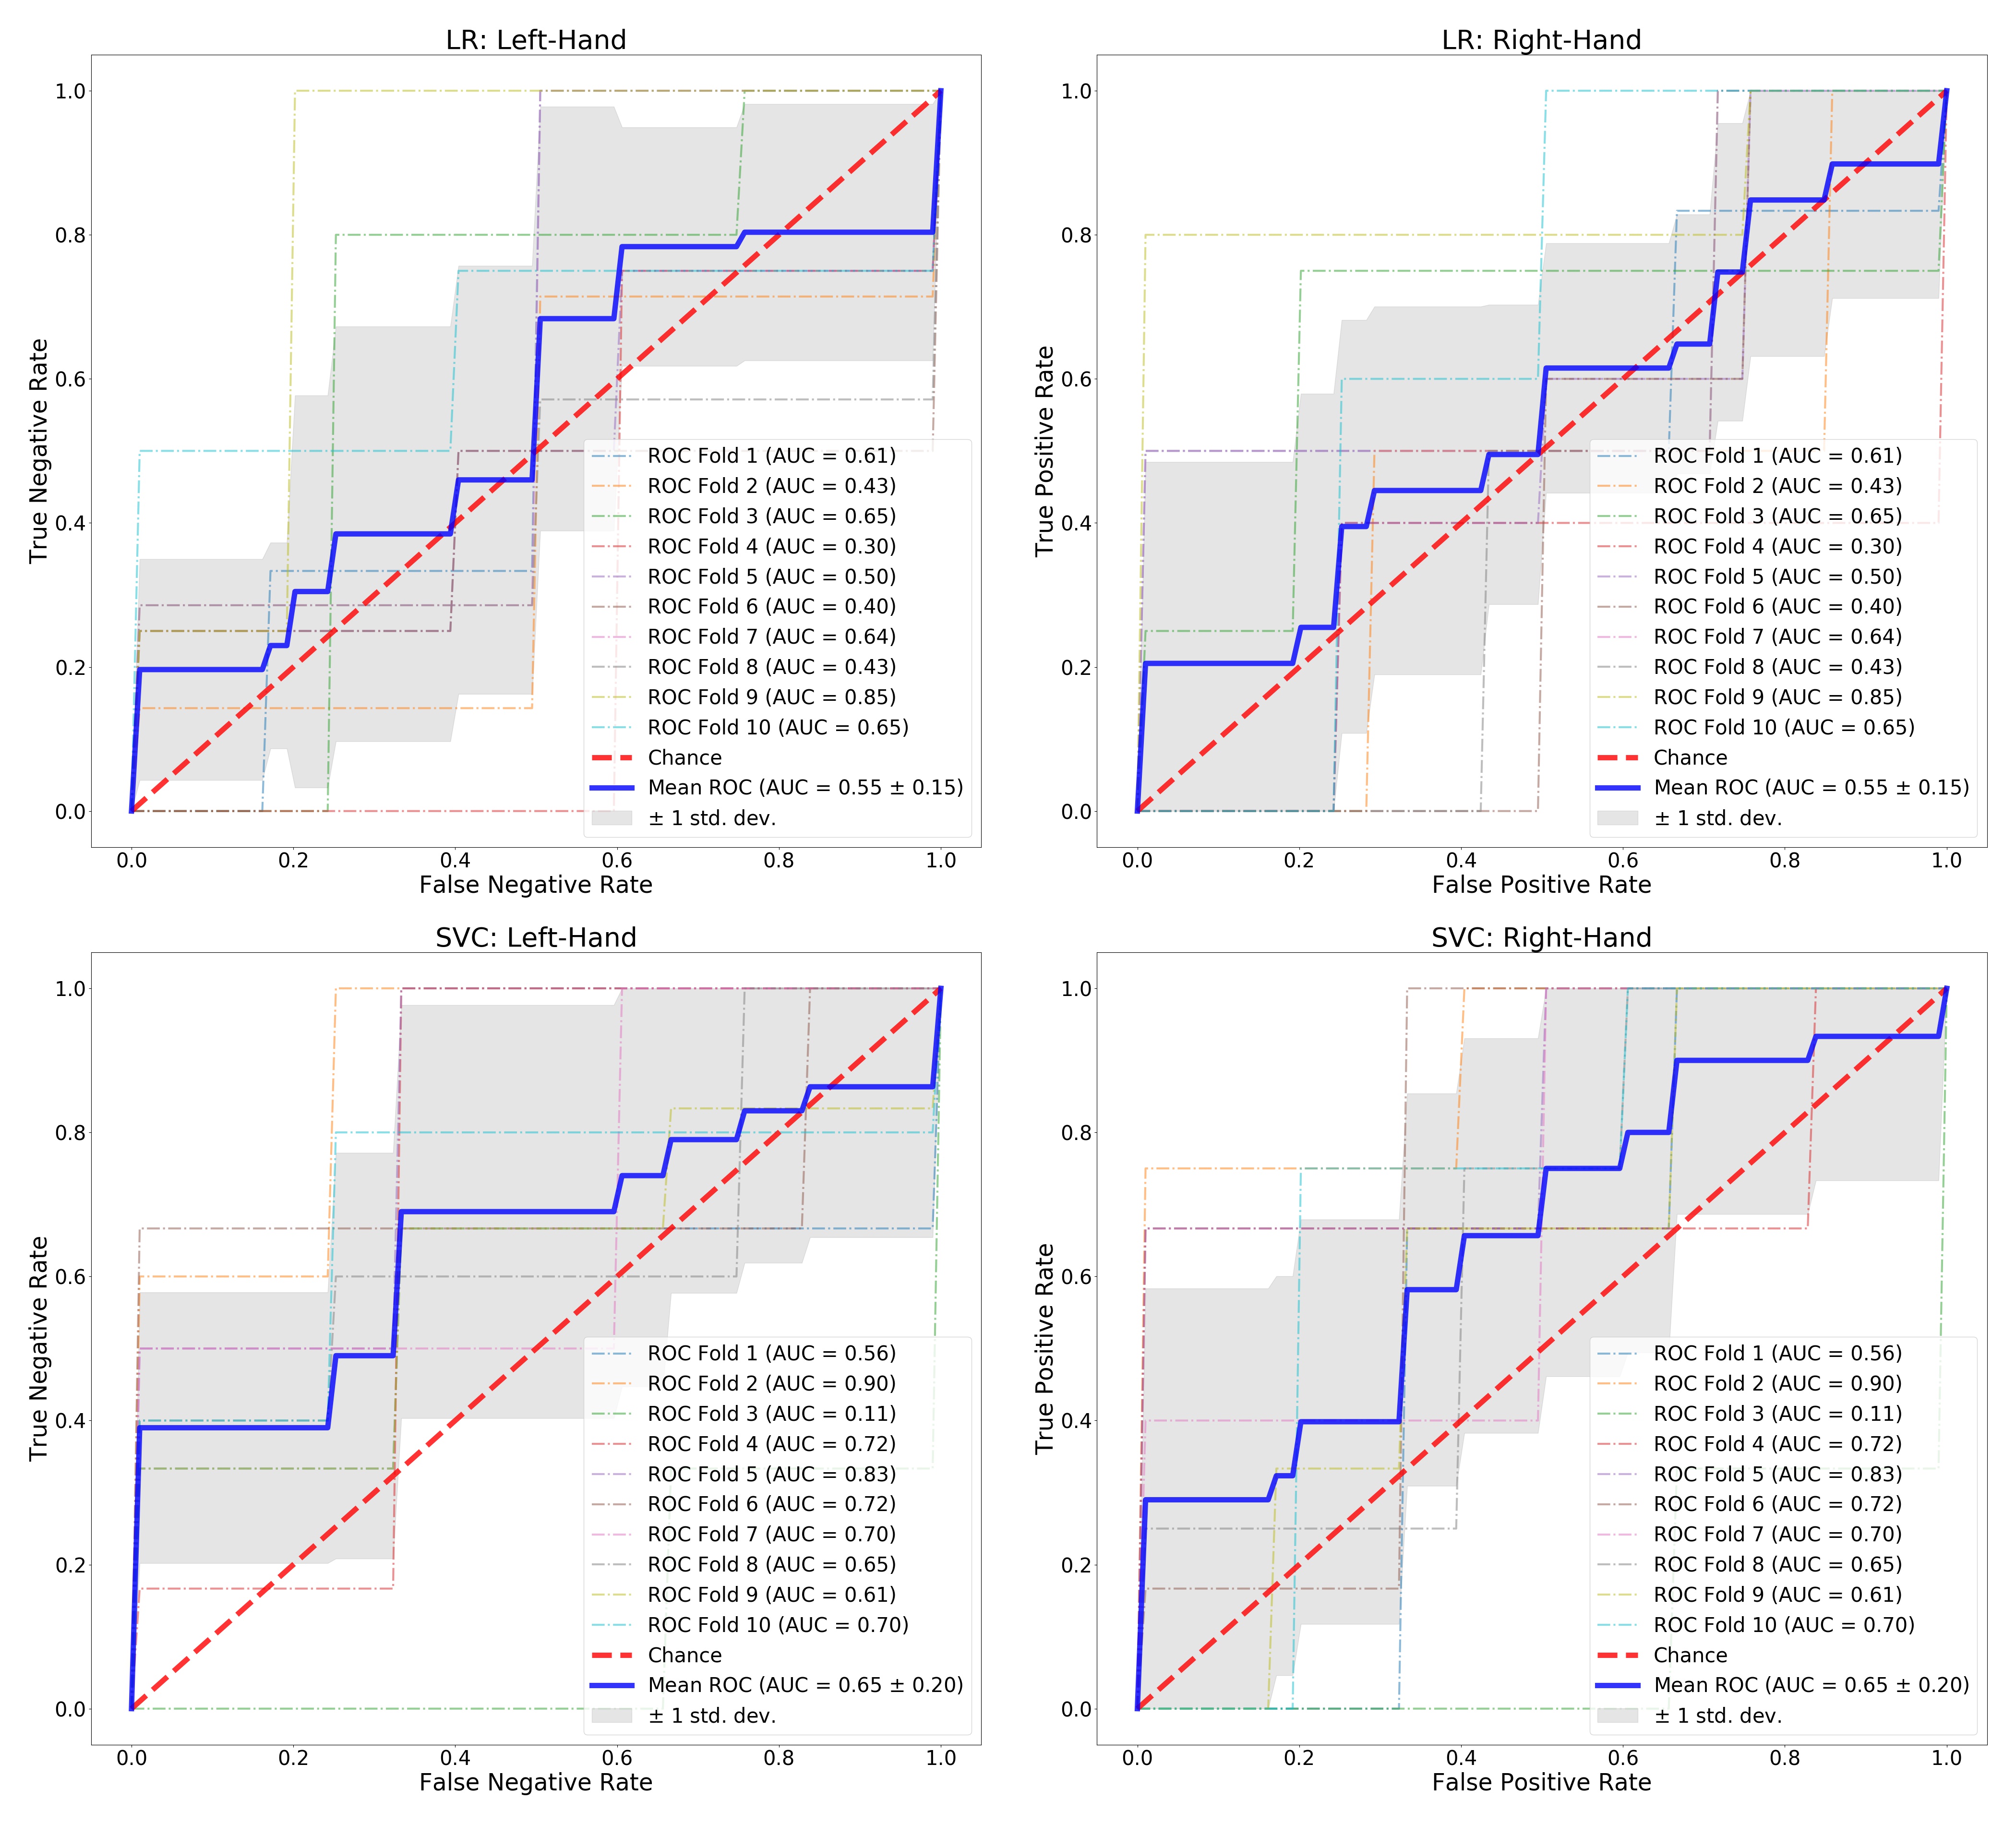 LR: Left-Hand
True Negative Rate
1.0
0.8
0.6
0.4
0.2
0.0
ROC Fold 1 (AUC = 0.61)
ROC Fold 2 (AUC = 0.43)
ROC Fold 3 (AUC = 0.65)
ROC Fold 4 (AUC = 0.30)
ROC Fold 5 (AUC = 0.50)
ROC Fold 6 (AUC = 0.40)
ROC Fold 7 (AUC = 0.64)
ROC Fold 8 (AUC = 0.43)
ROC Fold 9 (AUC = 0.85)
ROC Fold 10 (AUC = 0.65)
Chance
Mean ROC (AUC = 0.55 ± 0.15)
± 1 std. dev.
0.0 0.2 0.4 0.6 0.8 1.0
False Negative Rate
LR: Right-Hand
True Positive Rate
1.0
0.8
0.6
0.4
0.2
0.0
ROC Fold 1 (AUC = 0.61)
ROC Fold 2 (AUC = 0.43)
ROC Fold 3 (AUC = 0.65)
ROC Fold 4 (AUC = 0.30)
ROC Fold 5 (AUC = 0.50)
ROC Fold 6 (AUC = 0.40)
ROC Fold 7 (AUC = 0.64)
ROC Fold 8 (AUC = 0.43)
ROC Fold 9 (AUC = 0.85)
ROC Fold 10 (AUC = 0.65)
Chance
Mean ROC (AUC = 0.55 ± 0.15)
± 1 std. dev.
0.0 0.2 0.4 0.6 0.8 1.0
False Positive Rate
SVC: Left-Hand
True Negative Rate
1.0
0.8
0.6
0.4
0.2
0.0
ROC Fold 1 (AUC = 0.56)
ROC Fold 2 (AUC = 0.90)
ROC Fold 3 (AUC = 0.11)
ROC Fold 4 (AUC = 0.72)
ROC Fold 5 (AUC = 0.83)
ROC Fold 6 (AUC = 0.72)
ROC Fold 7 (AUC = 0.70)
ROC Fold 8 (AUC = 0.65)
ROC Fold 9 (AUC = 0.61)
ROC Fold 10 (AUC = 0.70)
Chance
Mean ROC (AUC = 0.65 ± 0.20)
± 1 std. dev.
0.0 0.2 0.4 0.6 0.8 1.0
False Negative Rate
SVC: Right-Hand
True Positive Rate
1.0
0.8
0.6
0.4
0.2
0.0
ROC Fold 1 (AUC = 0.56)
ROC Fold 2 (AUC = 0.90)
ROC Fold 3 (AUC = 0.11)
ROC Fold 4 (AUC = 0.72)
ROC Fold 5 (AUC = 0.83)
ROC Fold 6 (AUC = 0.72)
ROC Fold 7 (AUC = 0.70)
ROC Fold 8 (AUC = 0.65)
ROC Fold 9 (AUC = 0.61)
ROC Fold 10 (AUC = 0.70)
Chance
Mean ROC (AUC = 0.65 ± 0.20)
± 1 std. dev.
0.0 0.2 0.4 0.6 0.8 1.0
False Positive Rate